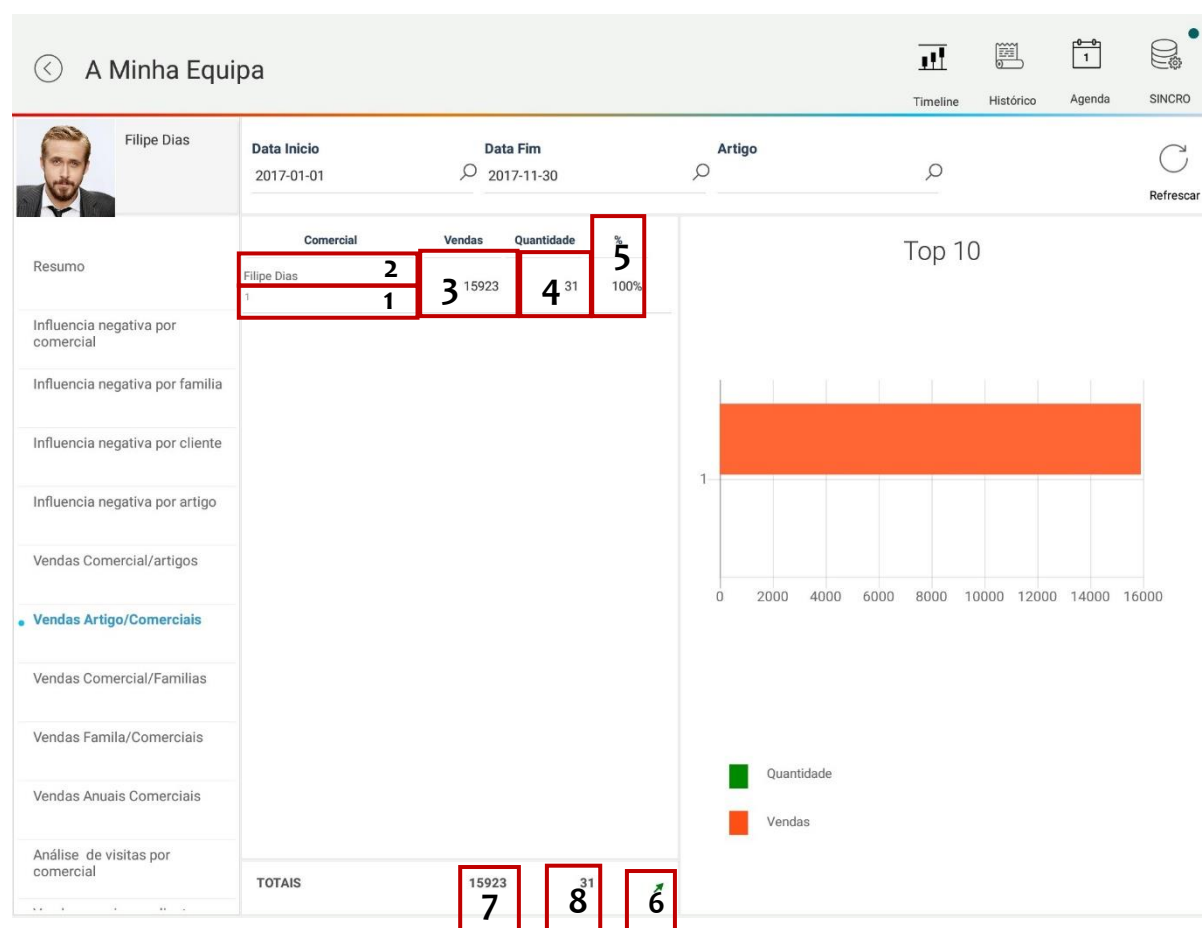 A Minha Equipa
1
Timeline
Histórico
Agenda
SINCRO
Filipe Dias
Data Inicio
Data Fim
Artigo
2017-01-01
2017-11-30
Refrescar
Resumo
Influencia negativa por
comercial
Influencia negativa por familia
Influencia negativa por cliente
Influencia negativa por artigo
Vendas Comercial/artigos
Vendas Artigo/Comerciais
Vendas Comercial/Familias
Vendas Famila/Comerciais
Vendas Anuais Comerciais
Análise de visitas por
comercial
Comercial Vendas Quantidade %
5
Filipe Dias 2
1 1
3 15923 4 31 100%
TOTAIS 15923 31
7 8 6
Top 10
1
0 2000 4000 6000 8000 10000 12000 14000 16000
Quantidade
Vendas